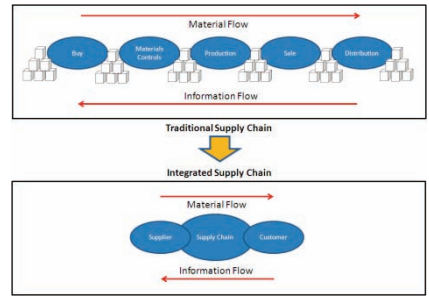 Material Flow
Buy
Materials
Controls
Production
Sale
Distribution
Information Flow
Traditional Supply Chain
Integrated Supply Chain
Material Flow
Supplier
Supply Chain
Customer
Information Flow